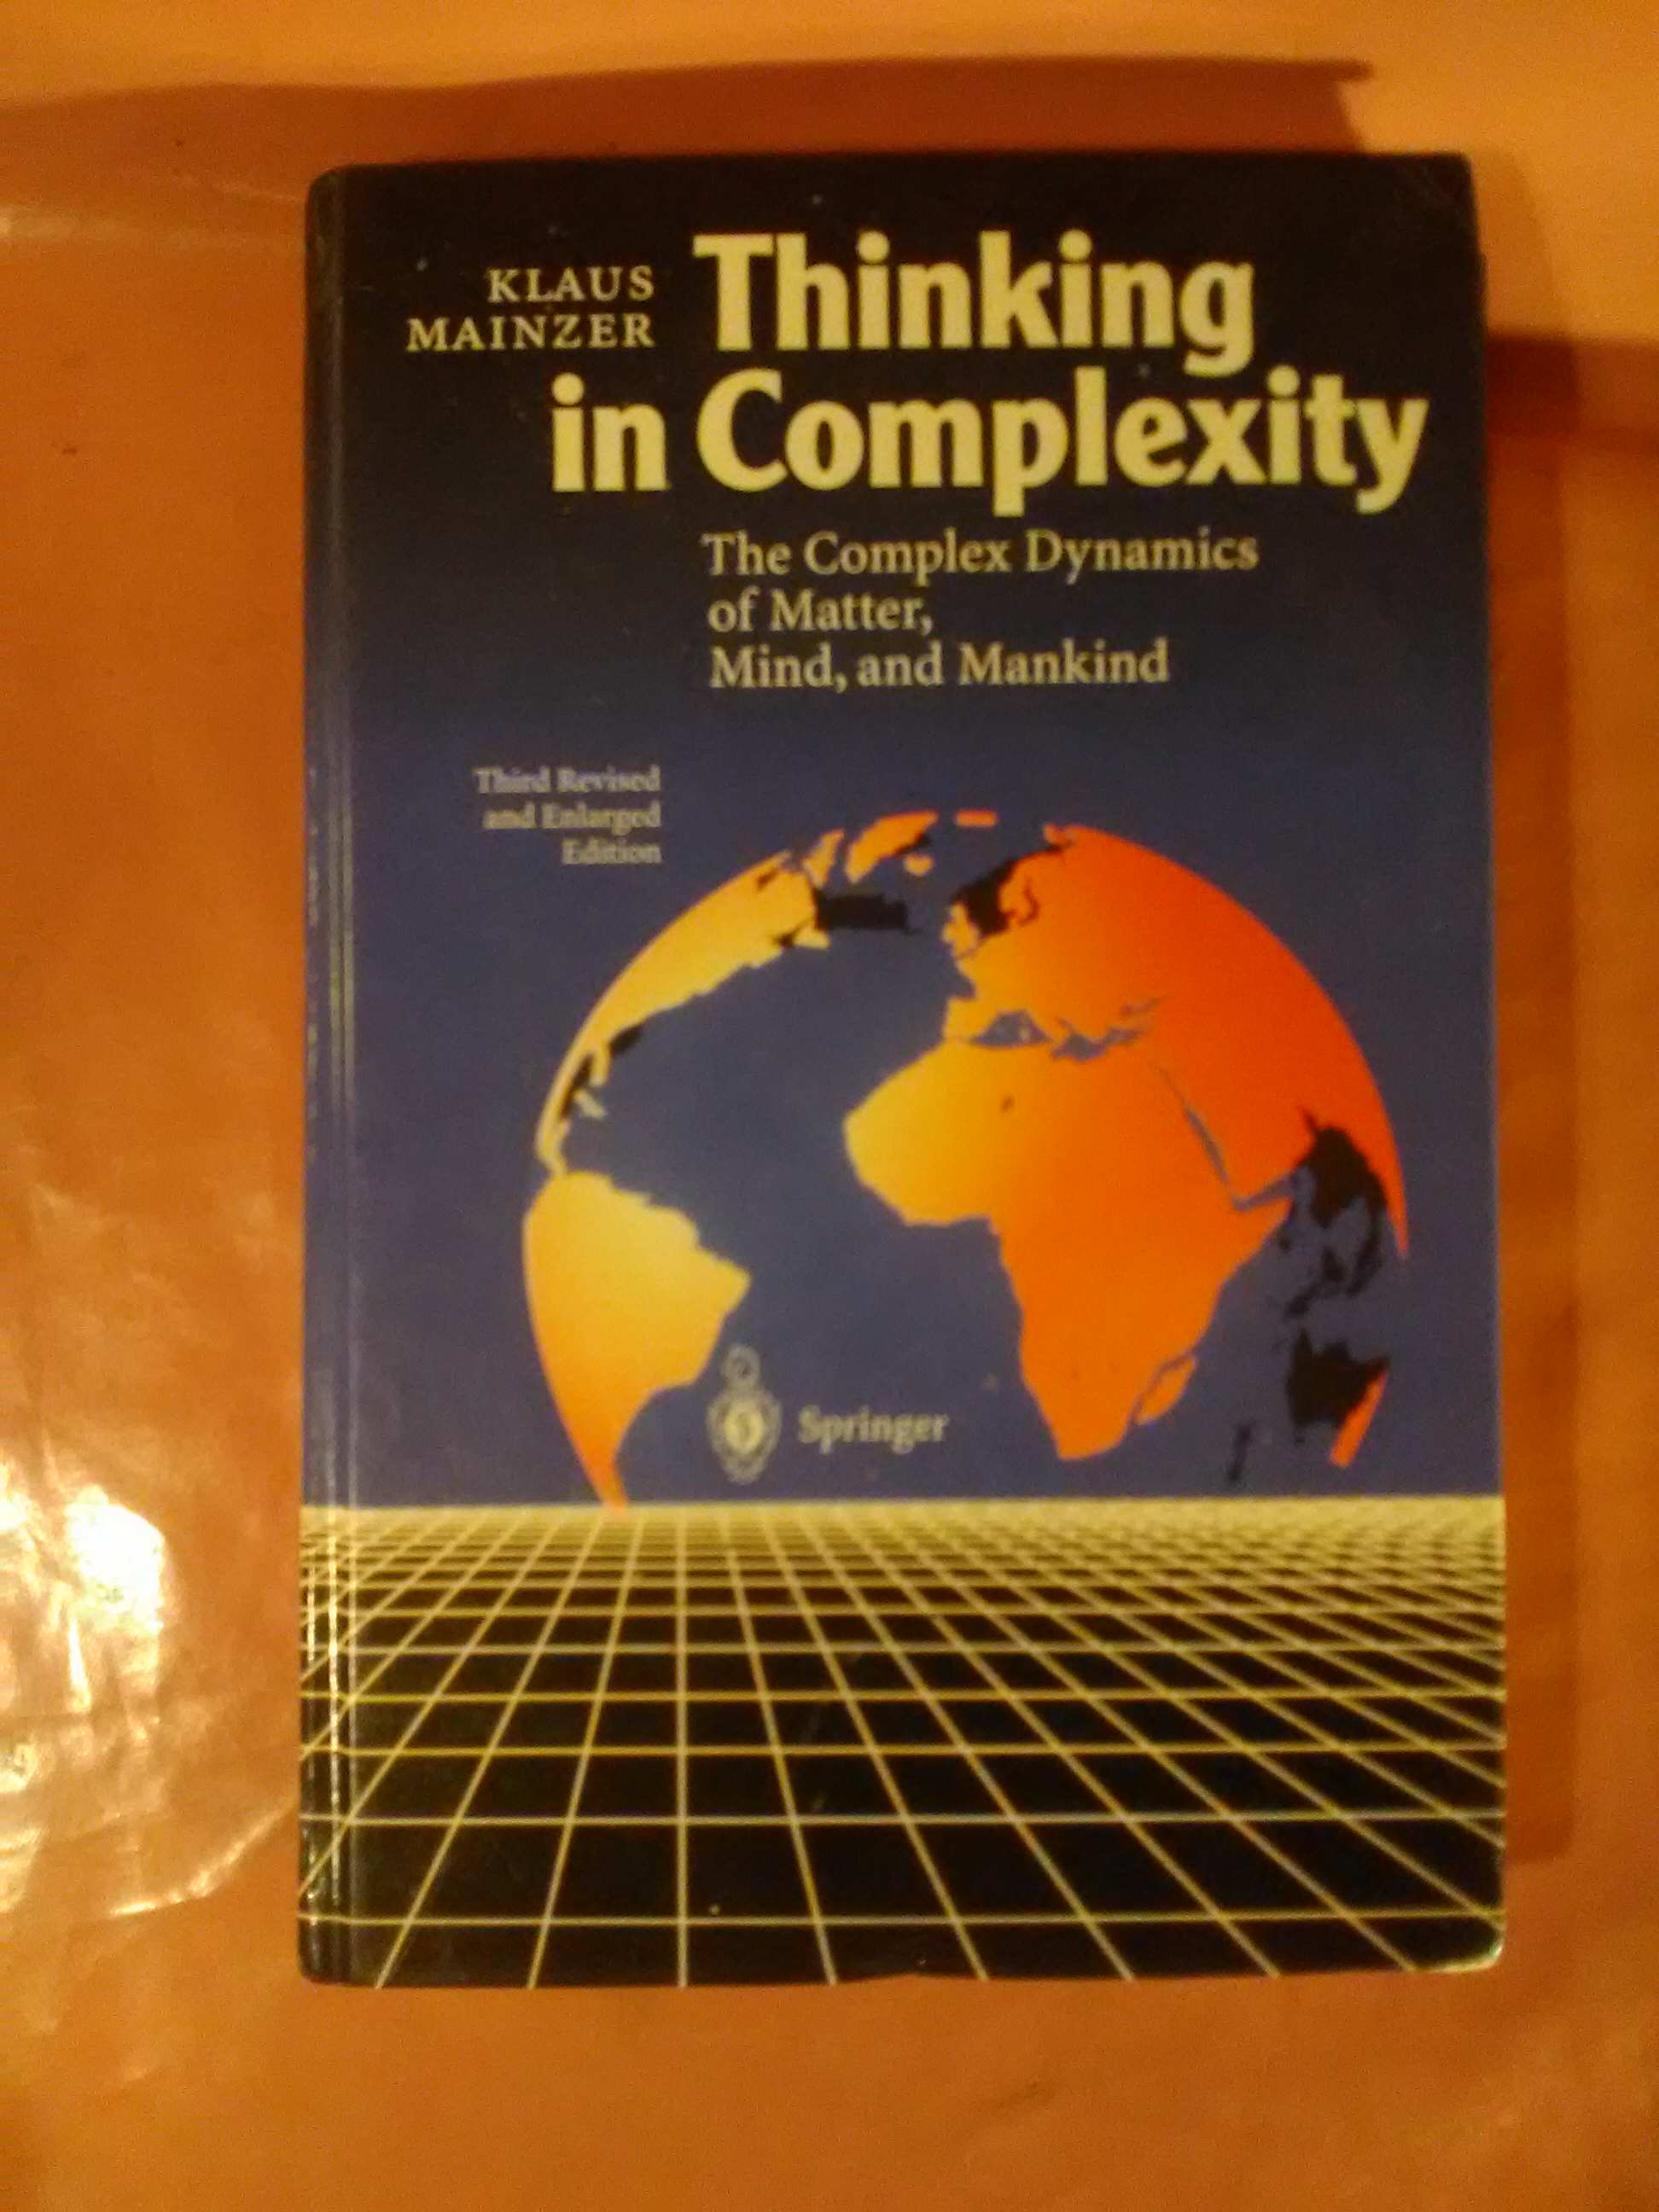 KLAUS
MAINZER
Thinking
in Complexity
The Complex Dynamics
of Matter,
Mind, and Mankind
Third Revised
and Enlarged
Edition
Springer